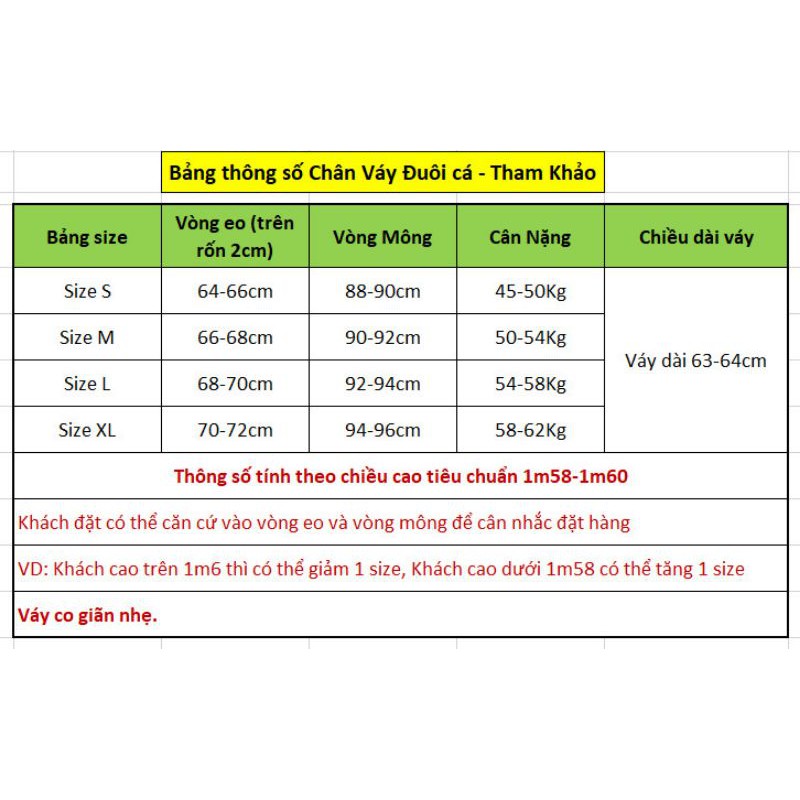 Bảng thông số Chân Váy Đuôi cá - Tham Khảo
Bảng size
Vòng eo (trên
rốn 2cm)
Vòng Mông
Cân Nặng
Chiều dài váy
Size S
64-66cm
88-90cm
45-50Kg
Size M
66-68cm
90-92cm
50-54Kg
Size L
68-70cm
92-94cm
54-58Kg
Size XL
70-72cm
94-96cm
58-62Kg
Váy dài 63-64cm
Thông số tính theo chiều cao tiêu chuẩn 1m58-1m60
Khách đặt có thể căn cứ vào vòng eo và vòng mông để cân nhắc đặt hàng
VD: Khách cao trên 1m6 thì có thể giảm 1 size, Khách cao dưới 1m58 có thể tăng 1 size
Váy co giãn nhẹ.